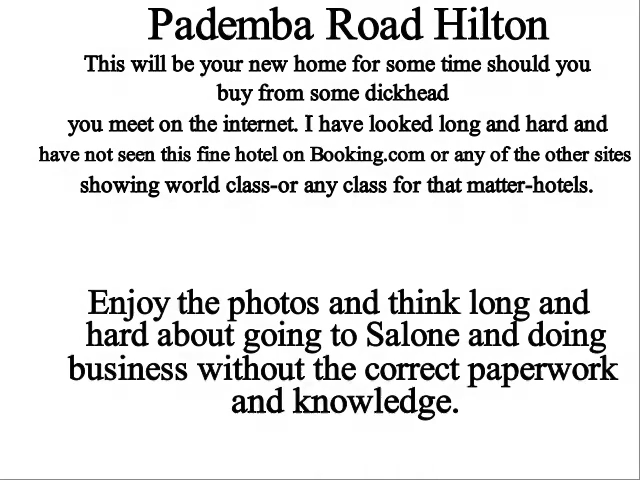 Pademba Road Hilton
This will be your new home for some time should you
buy from some dickhead
you meet on the internet. I have looked long and hard and
have not seen this fine hotel on Booking.com or any of the other sites
showing world class-or any class for that matter-hotels.
Enjoy the photos and think long and
hard about going to Salone and doing
business without the correct paperwork
and knowledge.